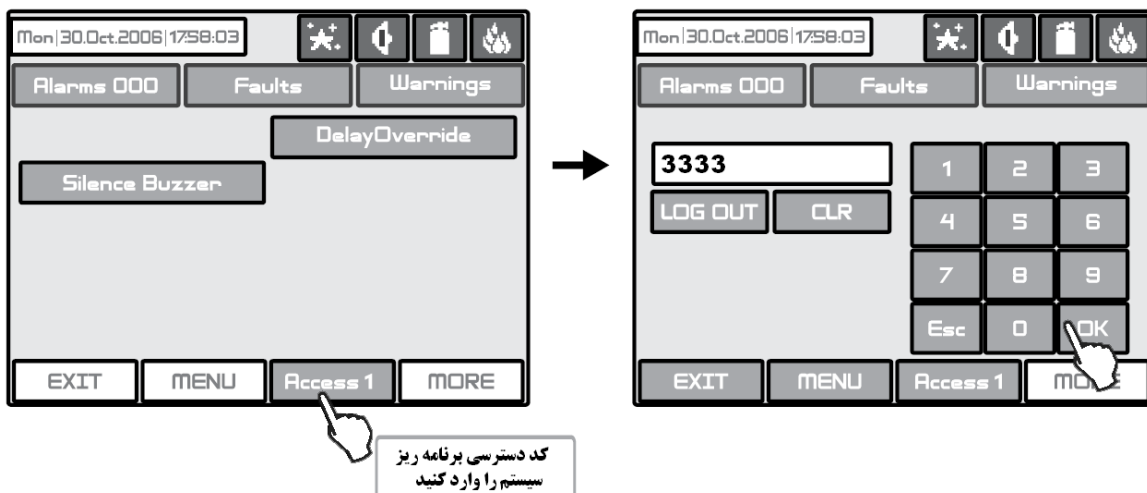 Mon|30.Oct.2006|17:58:03
Alarms 000 Faults Warnings
DelayOverride
Silence Buzzer
EXIT MENU Access 1 MORE
کد دسترسی برنامه ریز
سیستم را وارد کنید
Mon|30.Oct.2006|17:58:03
Alarms 000 Faults Warnings
3333
1 2 3
LOG OUT CLR
4 5 6
7 8 9
Esc 0 OK
EXIT MENU Access 1